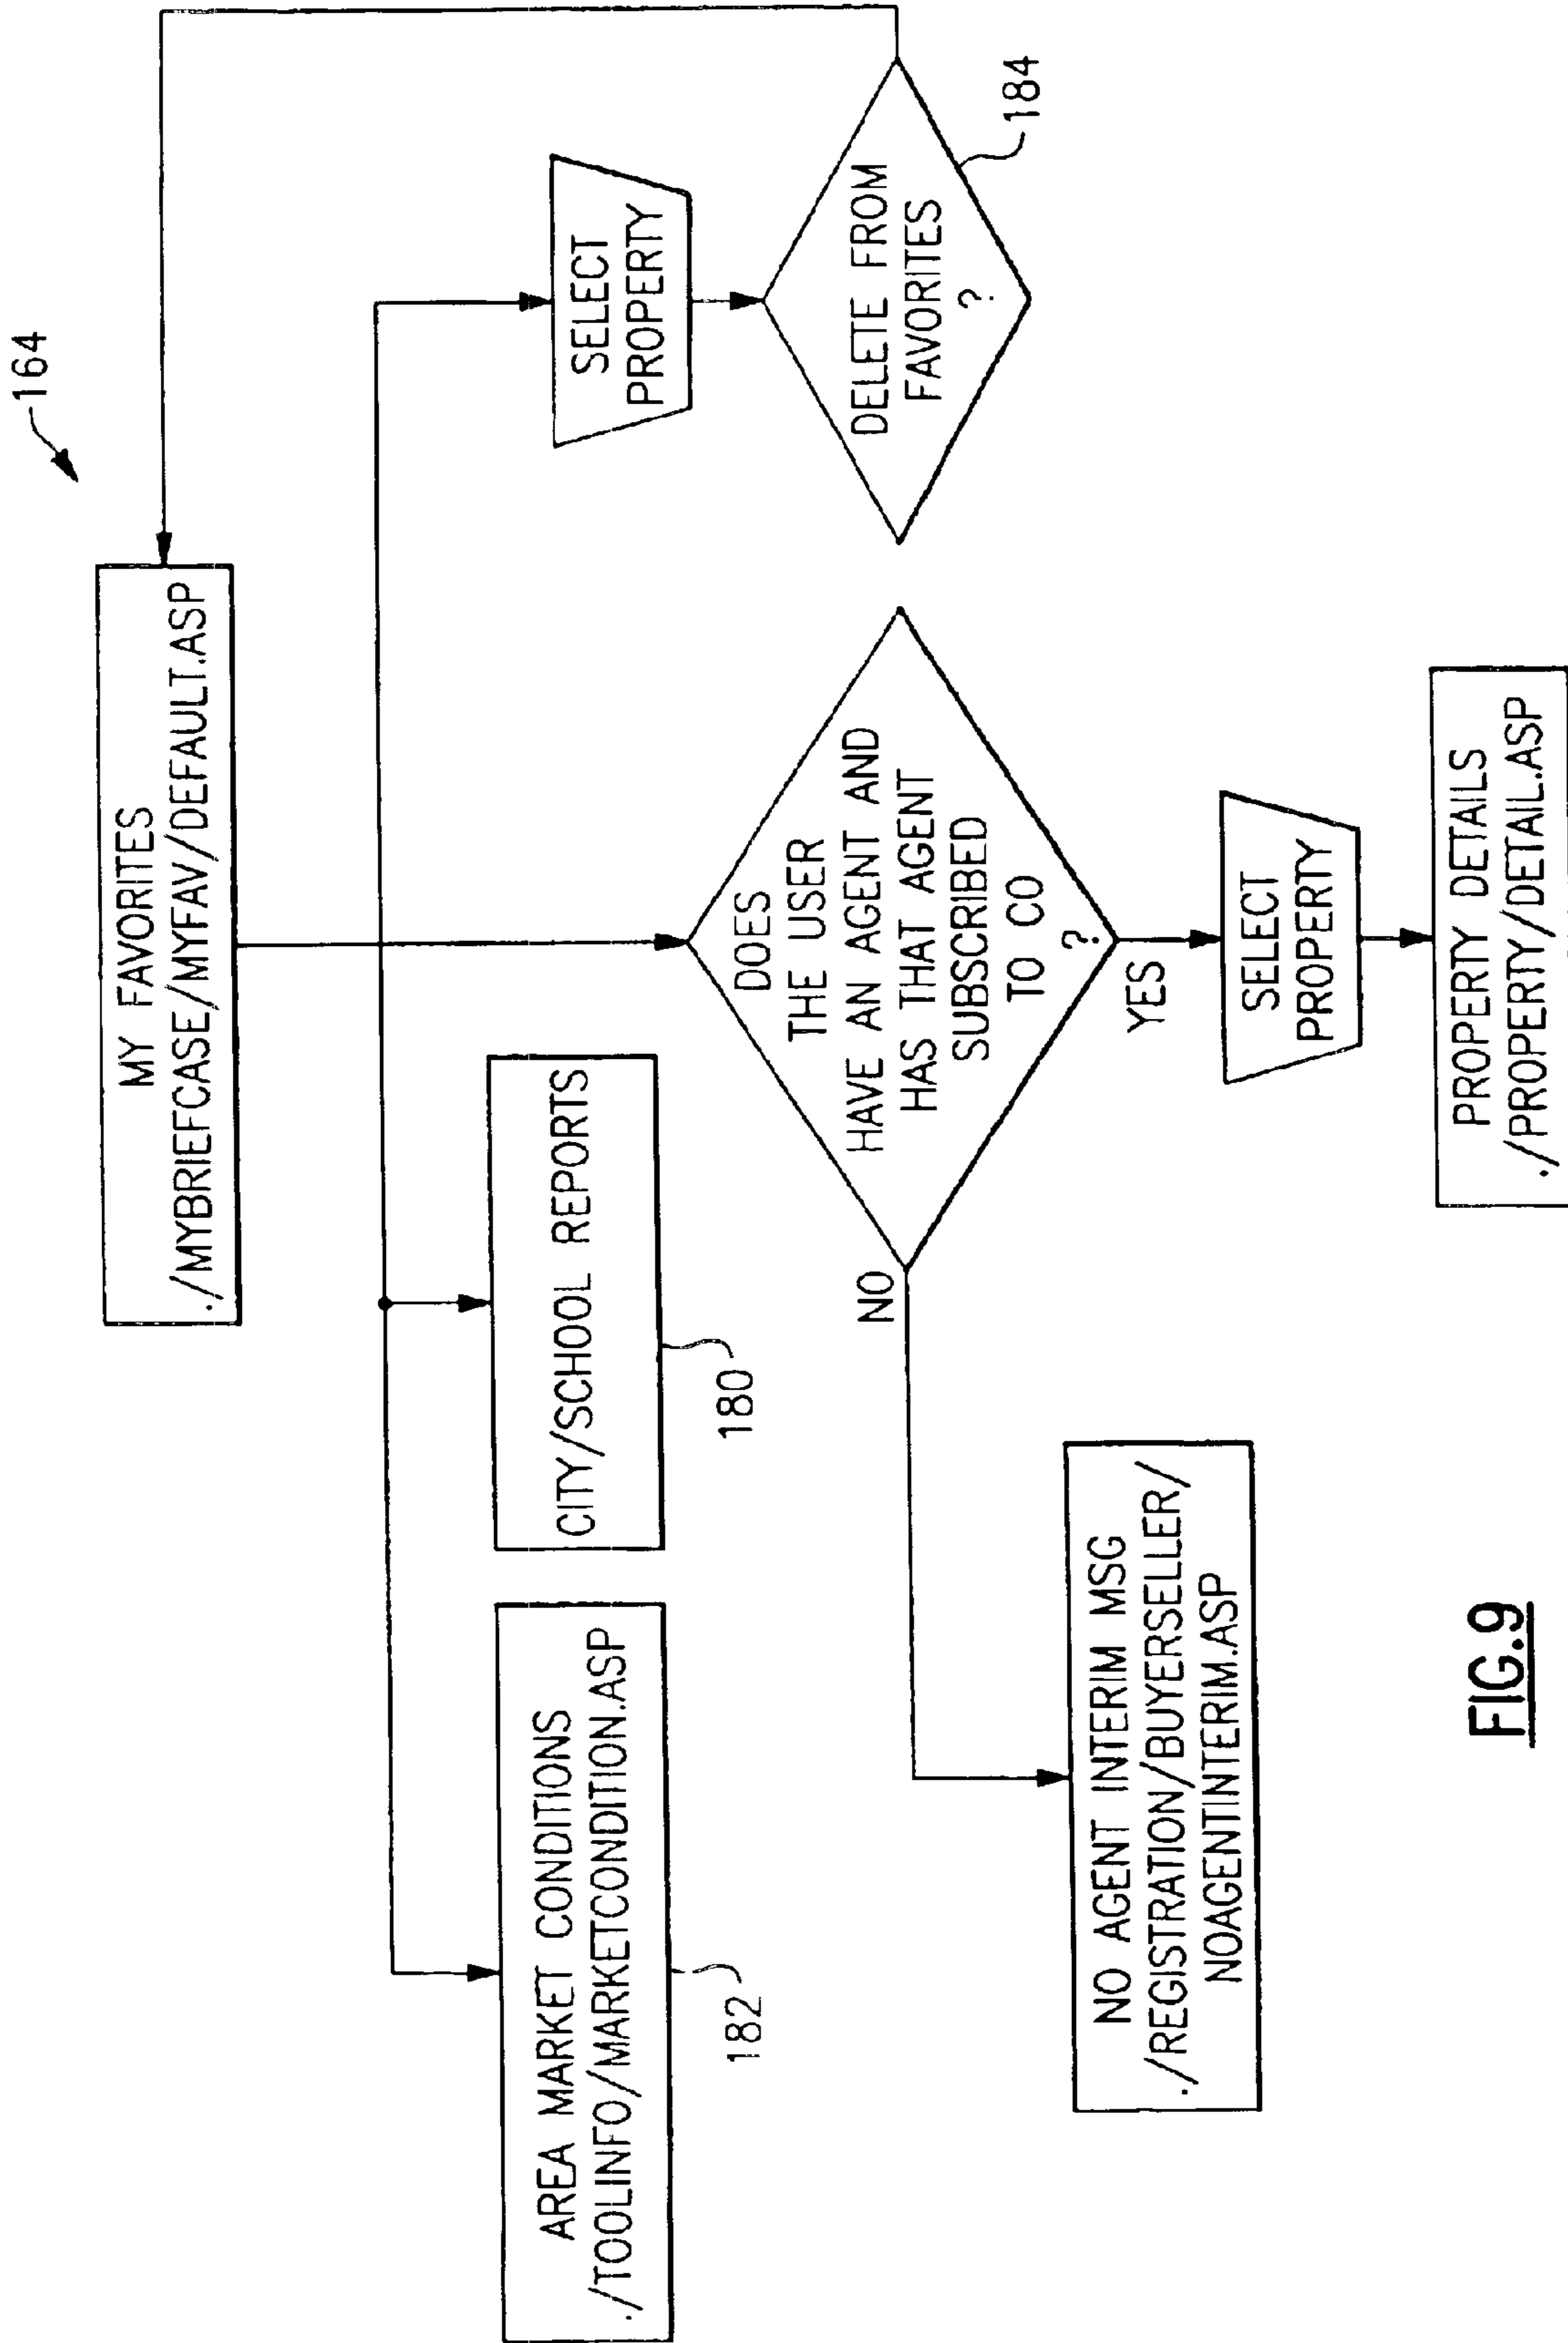 164
MY FAVORITES
./MYBRIEFCASE/MYFAV/DEFAULT.ASP
AREA MARKET CONDITIONS
./TOOLINFO/MARKETCONDITION.ASP
182
CITY/SCHOOL REPORTS
180
SELECT
PROPERTY
DELETE FROM
FAVORITES
?
184
DOES
THE USER
HAVE AN AGENT AND
HAS THAT AGENT
SUBSCRIBED
TO CO
?
NO
YES
NO AGENT INTERIM MSG
./REGISTRATION/BUYERSELLER/
NOAGENTINTERIM.ASP
SELECT
PROPERTY
PROPERTY DETAILS
./PROPERTY/DETAIL.ASP
FIG.9